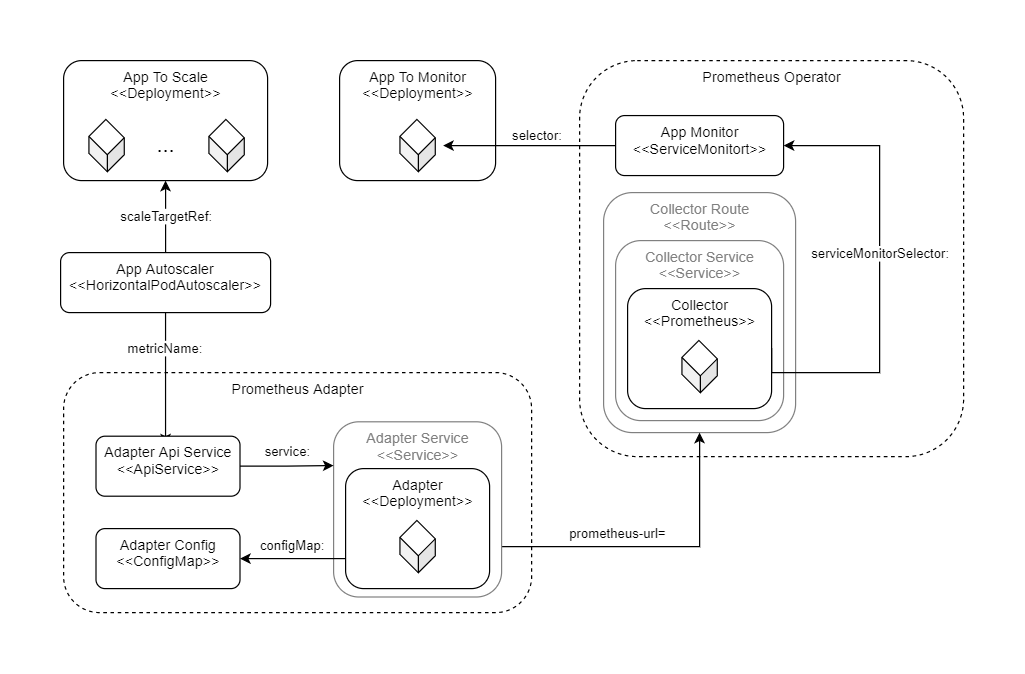 App To Scale
<<Deployment>>
...
App To Monitor
<<Deployment>>
Prometheus Operator
selector:
App Monitor
<<ServiceMonitort>>
scaleTargetRef:
Collector Route
<<Route>>
serviceMonitorSelector:
Collector Service
<<Service>>
App Autoscaler
<<HorizontalPodAutoscaler>>
Collector
<<Prometheus>>
metricName:
Prometheus Adapter
Adapter Api Service
<<ApiService>>
service:
Adapter Service
<<Service>>
Adapter
<<Deployment>>
prometheus-url=
Adapter Config
<<ConfigMap>>
configMap: